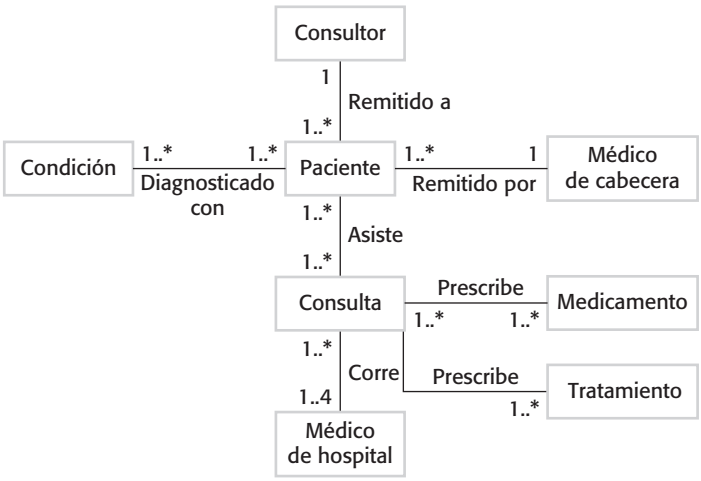 Consultor
1
Remitido a
1..*
Condición
1..*
1..*
Diagnosticado
con
Paciente
1..*
1
Remitido por
Médico
de cabecera
1..*
Asiste
1..*
Consulta
Prescribe
1..*
1..*
Medicamento
1..*
Corre
Prescribe
1..*
Tratamiento
1..4
Médico
de hospital